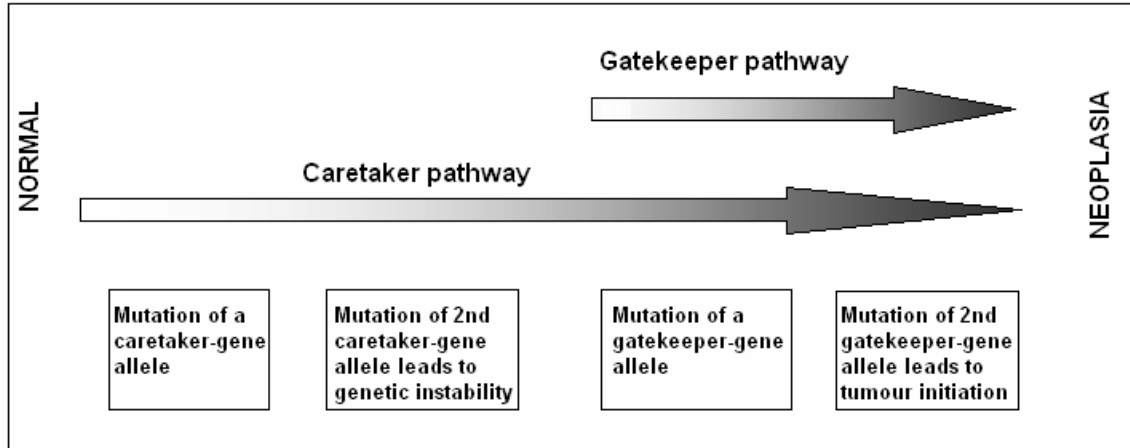 NORMAL
Gatekeeper pathway
Caretaker pathway
NEOPLASIA
Mutation of a
caretaker-gene
allele
Mutation of 2nd
caretaker-gene
allele leads to
genetic instability
Mutation of a
gatekeeper-gene
allele
Mutation of 2nd
gatekeeper-gene
allele leads to
tumour initiation